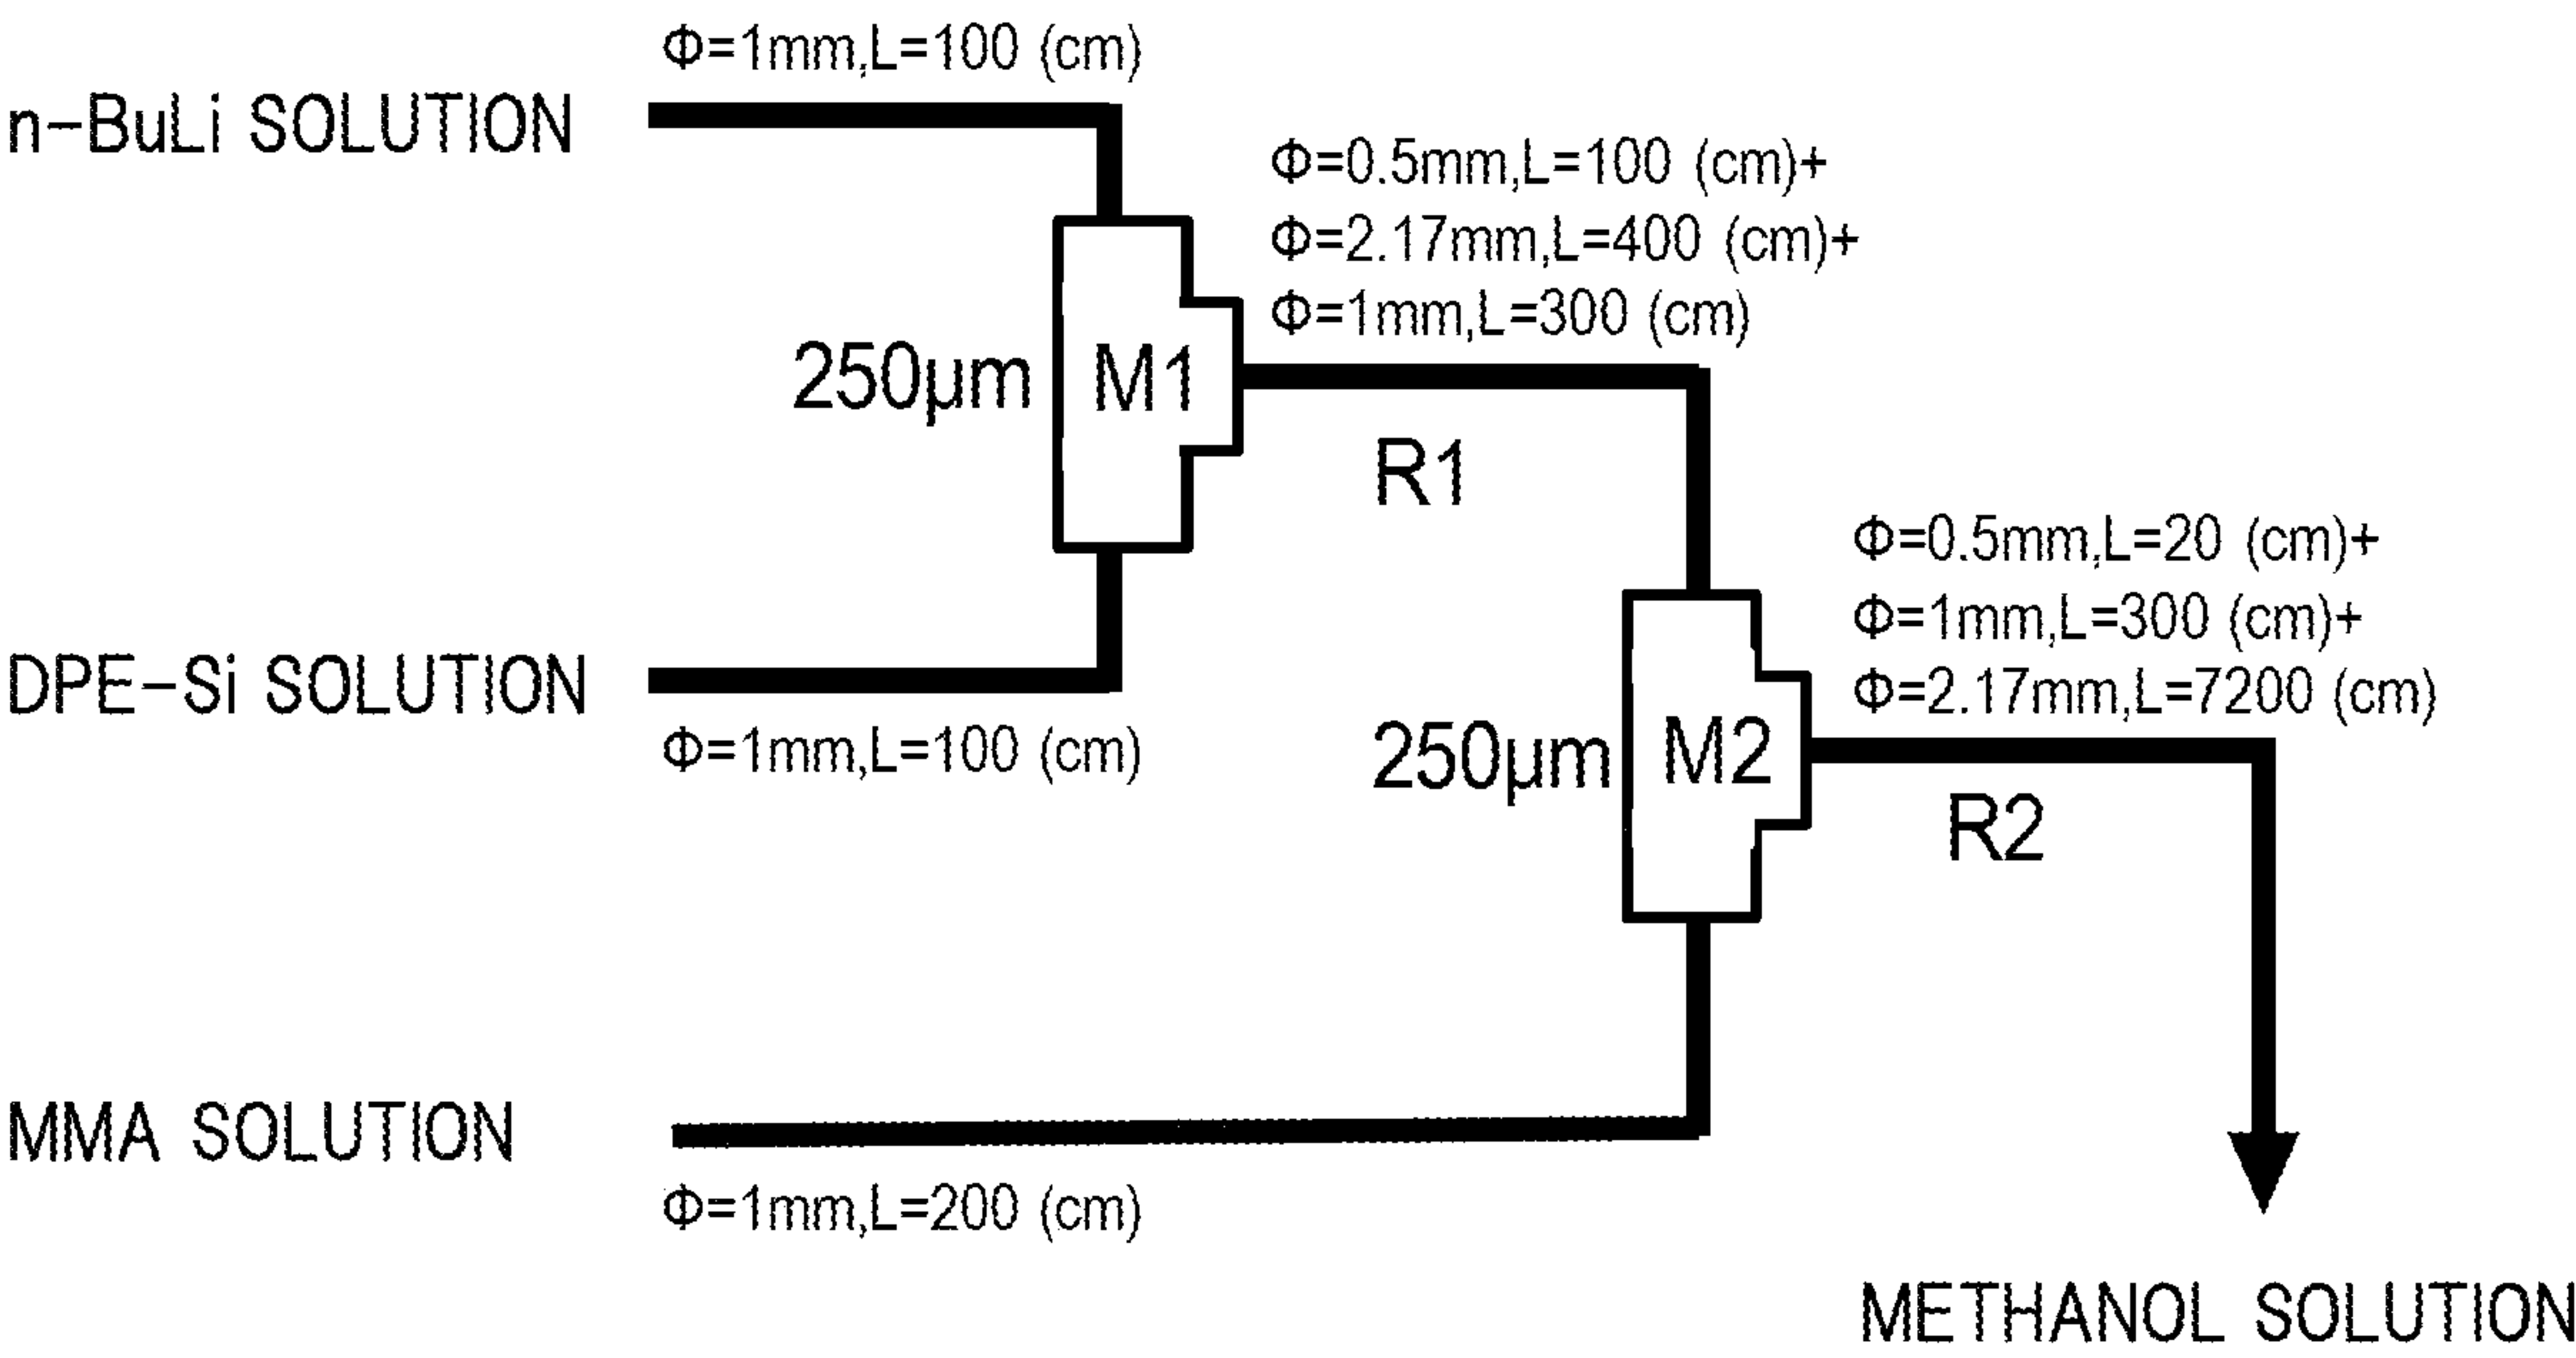 Φ=1mm,L=100 (cm)
n-BuLi SOLUTION
Φ=0.5mm,L=100 (cm)+
Φ=2.17mm,L=400 (cm)+
Φ=1mm,L=300 (cm)
250μm
M1
R1
Φ=0.5mm,L=20 (cm)+
Φ=1mm,L=300 (cm)+
Φ=2.17mm,L=7200 (cm)
DPE-Si SOLUTION
Φ=1mm,L=100 (cm)
250μm
M2
R2
MMA SOLUTION
Φ=1mm,L=200 (cm)
METHANOL SOLUTION